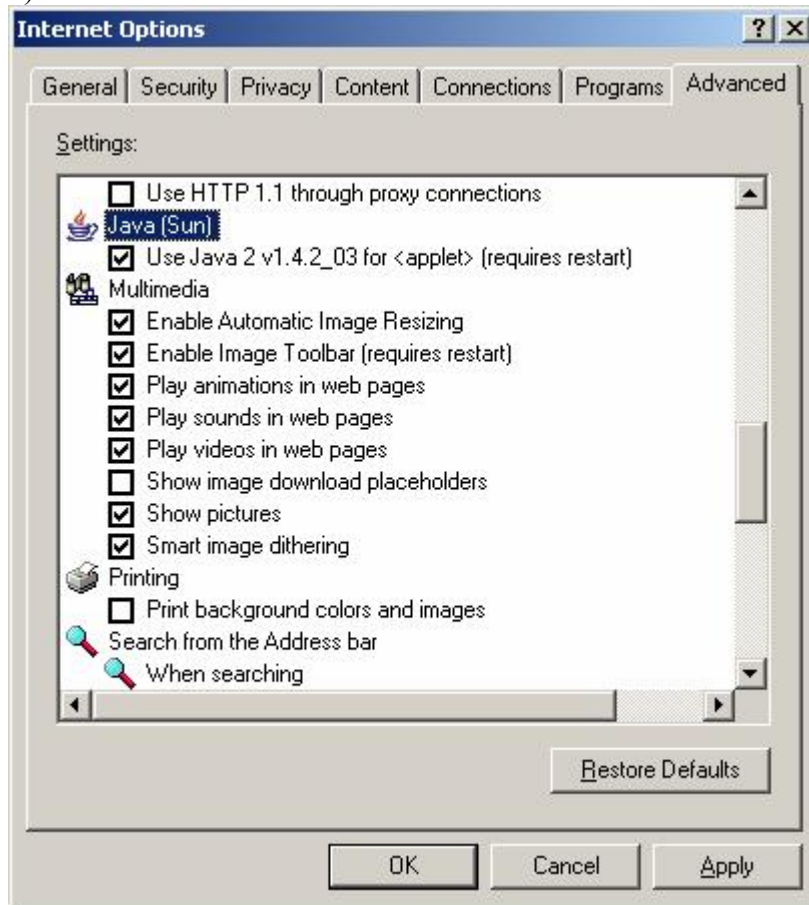 Internet Options
General Security Privacy Content Connections Programs Advanced
Settings:
Use HTTP 1.1 through proxy connections
Java (Sun)
Use Java 2 v1.4.2_03 for <applet> (requires restart)
Multimedia
Enable Automatic Image Resizing
Enable Image Toolbar (requires restart)
Play animations in web pages
Play sounds in web pages
Play videos in web pages
Show image download placeholders
Show pictures
Smart image dithering
Printing
Print background colors and images
Search from the Address bar
When searching
Restore Defaults
OK Cancel Apply